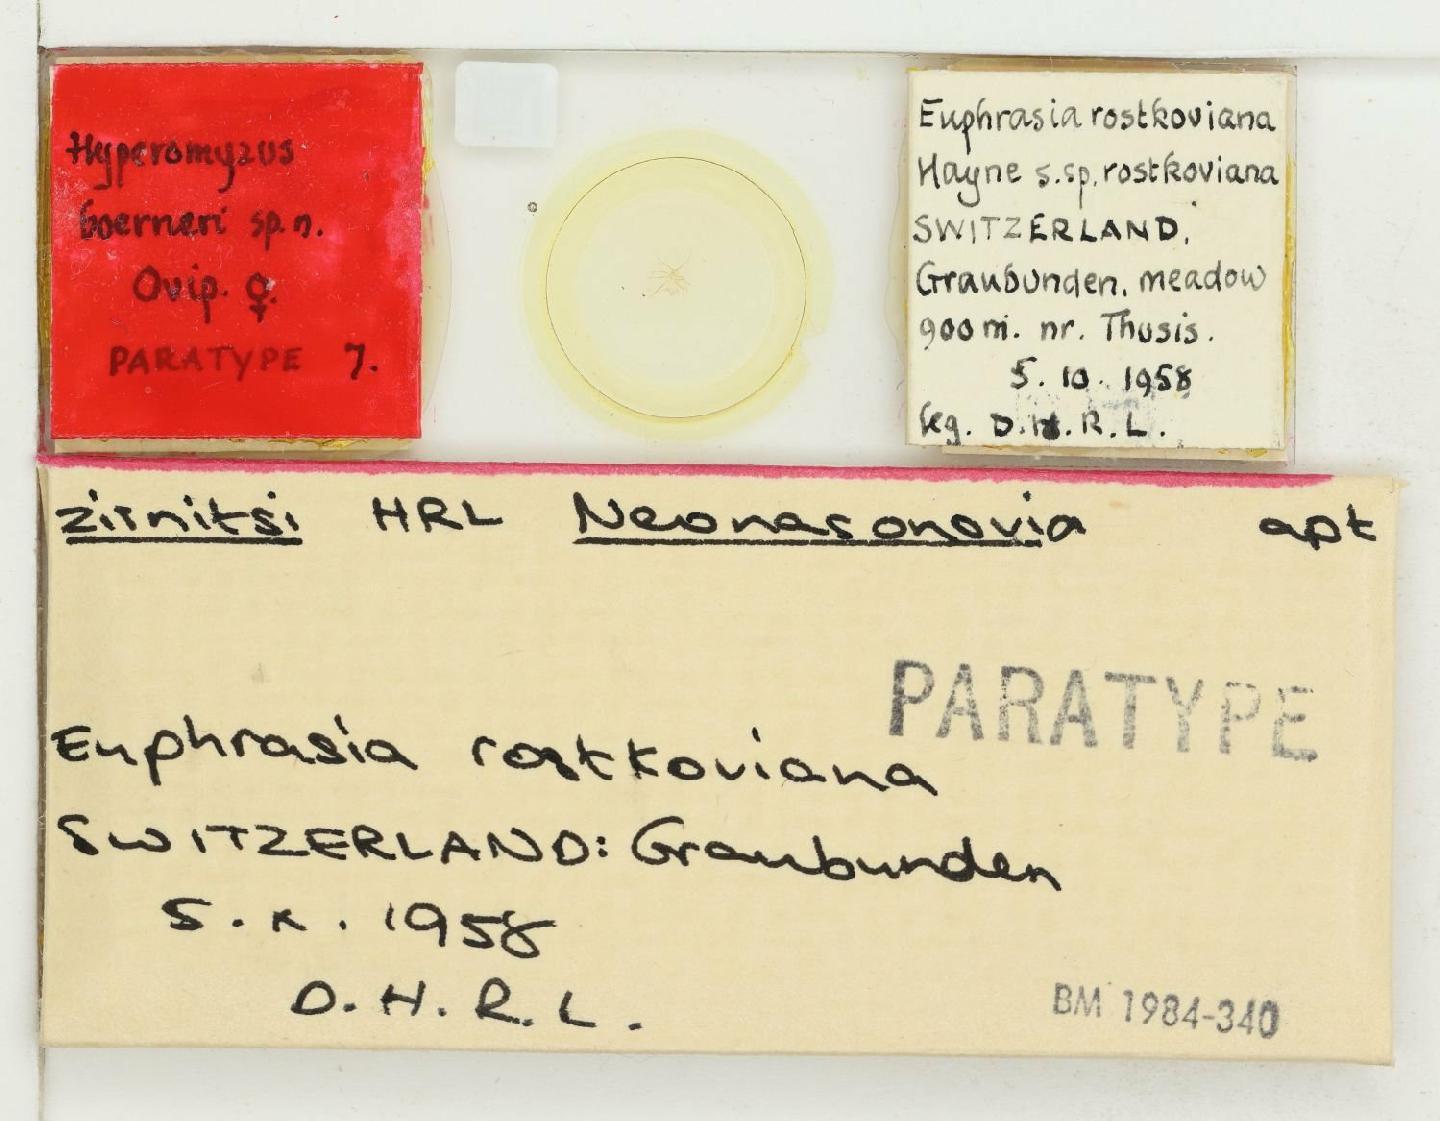 Hyperomyzus
boerneri sp. n.
Ovip. ♀.
PARATYPE 7.
Euphrasia rostkoviana
Hayne s.sp. rostkoviana
SWITZERLAND,
Graubunden, meadow
900 m. nr. Thusis.
5. 10. 1958
leg. D.H.R.L.
zirnitsi HRL Neonasonovia apt
PARATYPE
Euphrasia rostkoviana
SWITZERLAND: Graubunden
5. x. 1958
D.H.R.L.
BM 1984-340